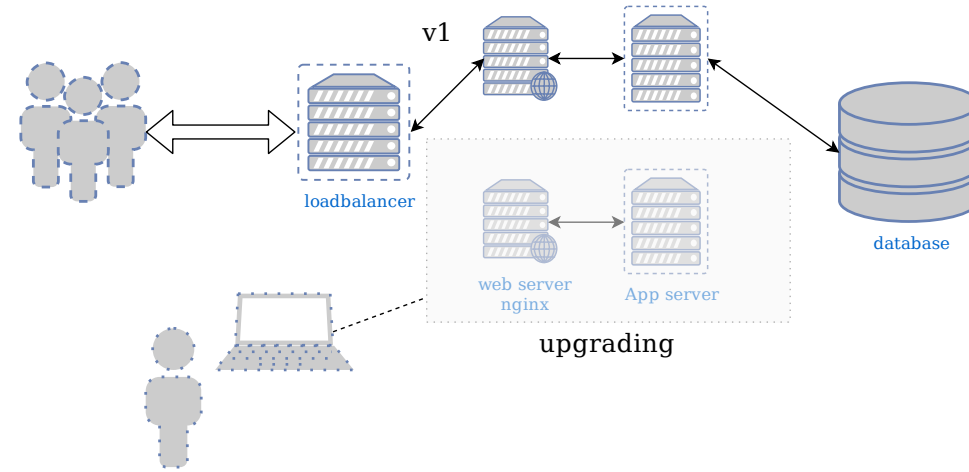 v1
loadbalancer
database
web server
nginx
App server
upgrading